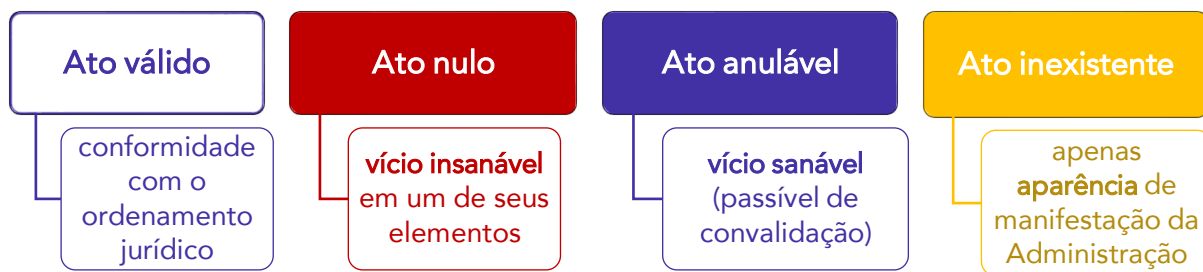 Ato válido
conformidade
com o
ordenamento
jurídico
Ato nulo
vício insanável
em um de seus
elementos
Ato anulável
vício sanável
(passível de
convalidação)
Ato inexistente
apenas
aparência de
manifestação da
Administração